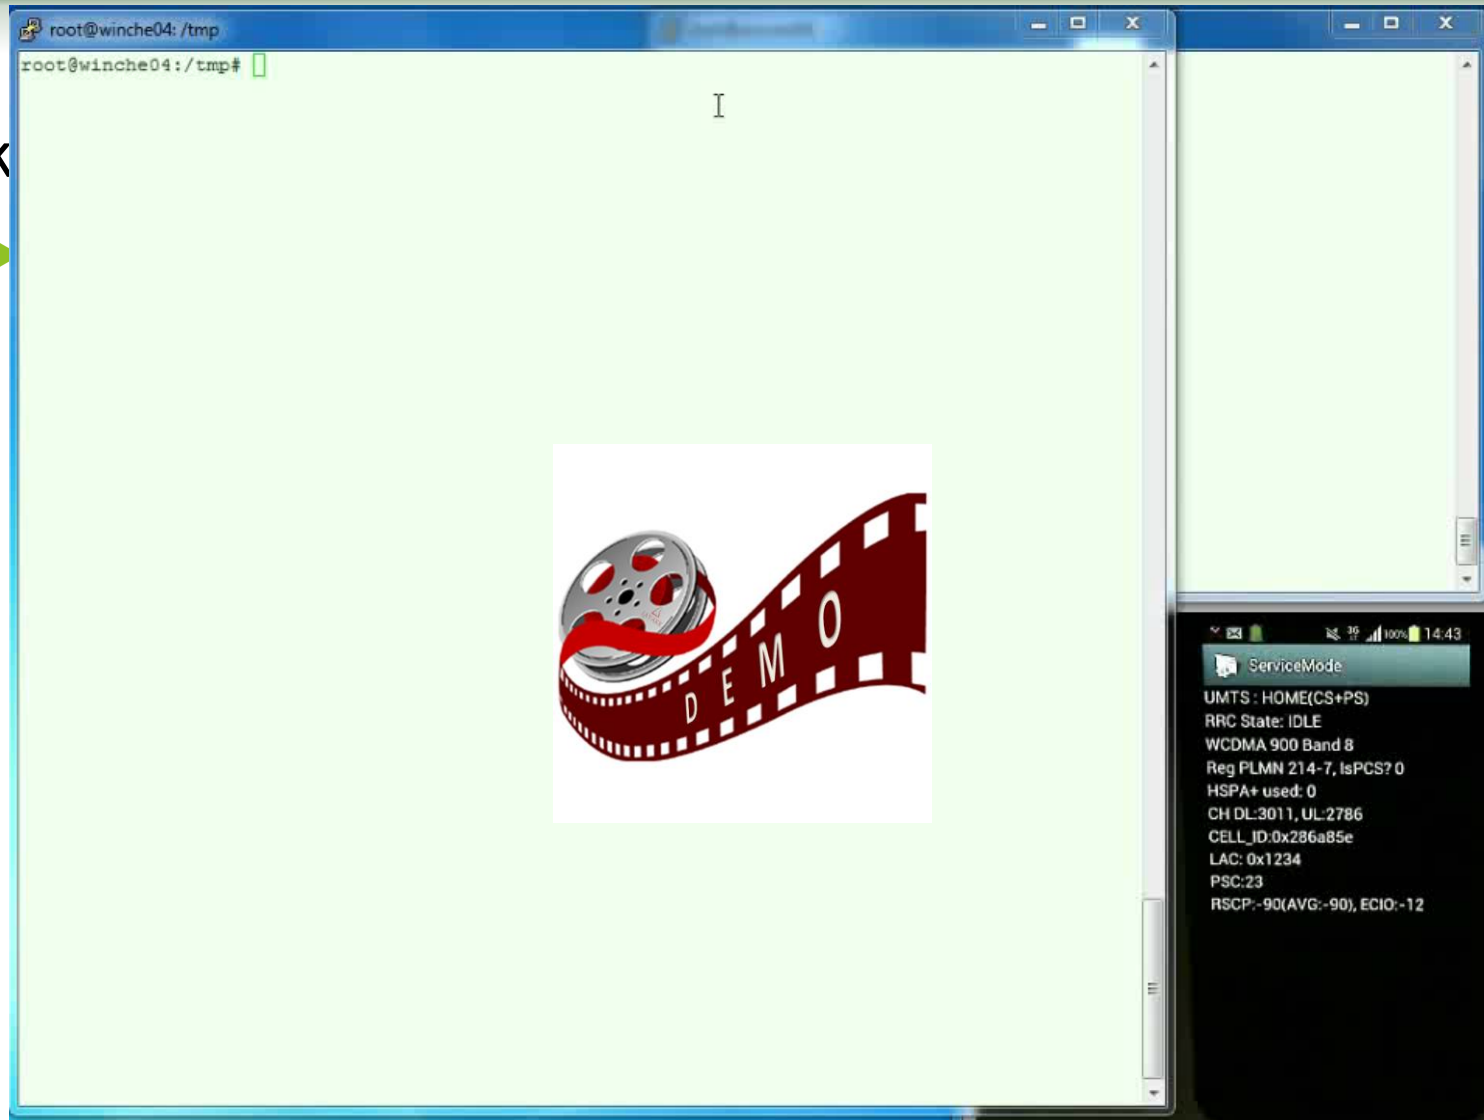 root@winche04: /tmp
root@winche04:/tmp#
K
DEMO
3G 100% 14:43
ServiceMode
UMTS : HOME(CS+PS)
RRC State: IDLE
WCDMA 900 Band 8
Reg PLMN 214-7, IsPCS? 0
HSPA+ used: 0
CH DL:3011, UL:2786
CELL_ID:0x286a85e
LAC: 0x1234
PSC:23
RSCP:-90(AVG:-90), ECIO:-12